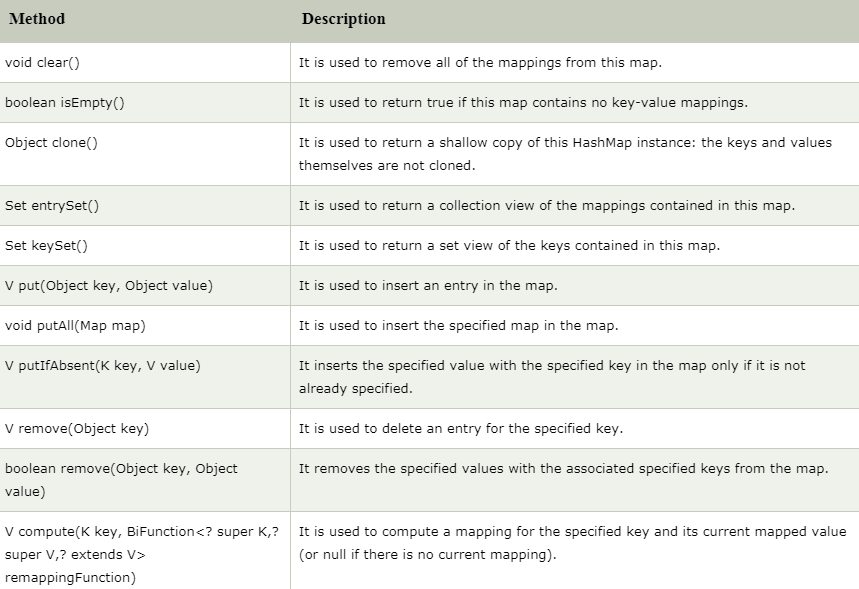 Method Description
void clear() It is used to remove all of the mappings from this map.
boolean isEmpty() It is used to return true if this map contains no key-value mappings.
Object clone() It is used to return a shallow copy of this HashMap instance: the keys and values
themselves are not cloned.
Set entrySet() It is used to return a collection view of the mappings contained in this map.
Set keySet() It is used to return a set view of the keys contained in this map.
V put(Object key, Object value) It is used to insert an entry in the map.
void putAll(Map map) It is used to insert the specified map in the map.
V putIfAbsent(K key, V value) It inserts the specified value with the specified key in the map only if it is not
already specified.
V remove(Object key) It is used to delete an entry for the specified key.
boolean remove(Object key, Object
value)
It removes the specified values with the associated specified keys from the map.
V compute(K key, BiFunction<? super K,?
super V,? extends V>
remappingFunction)
It is used to compute a mapping for the specified key and its current mapped value
(or null if there is no current mapping).